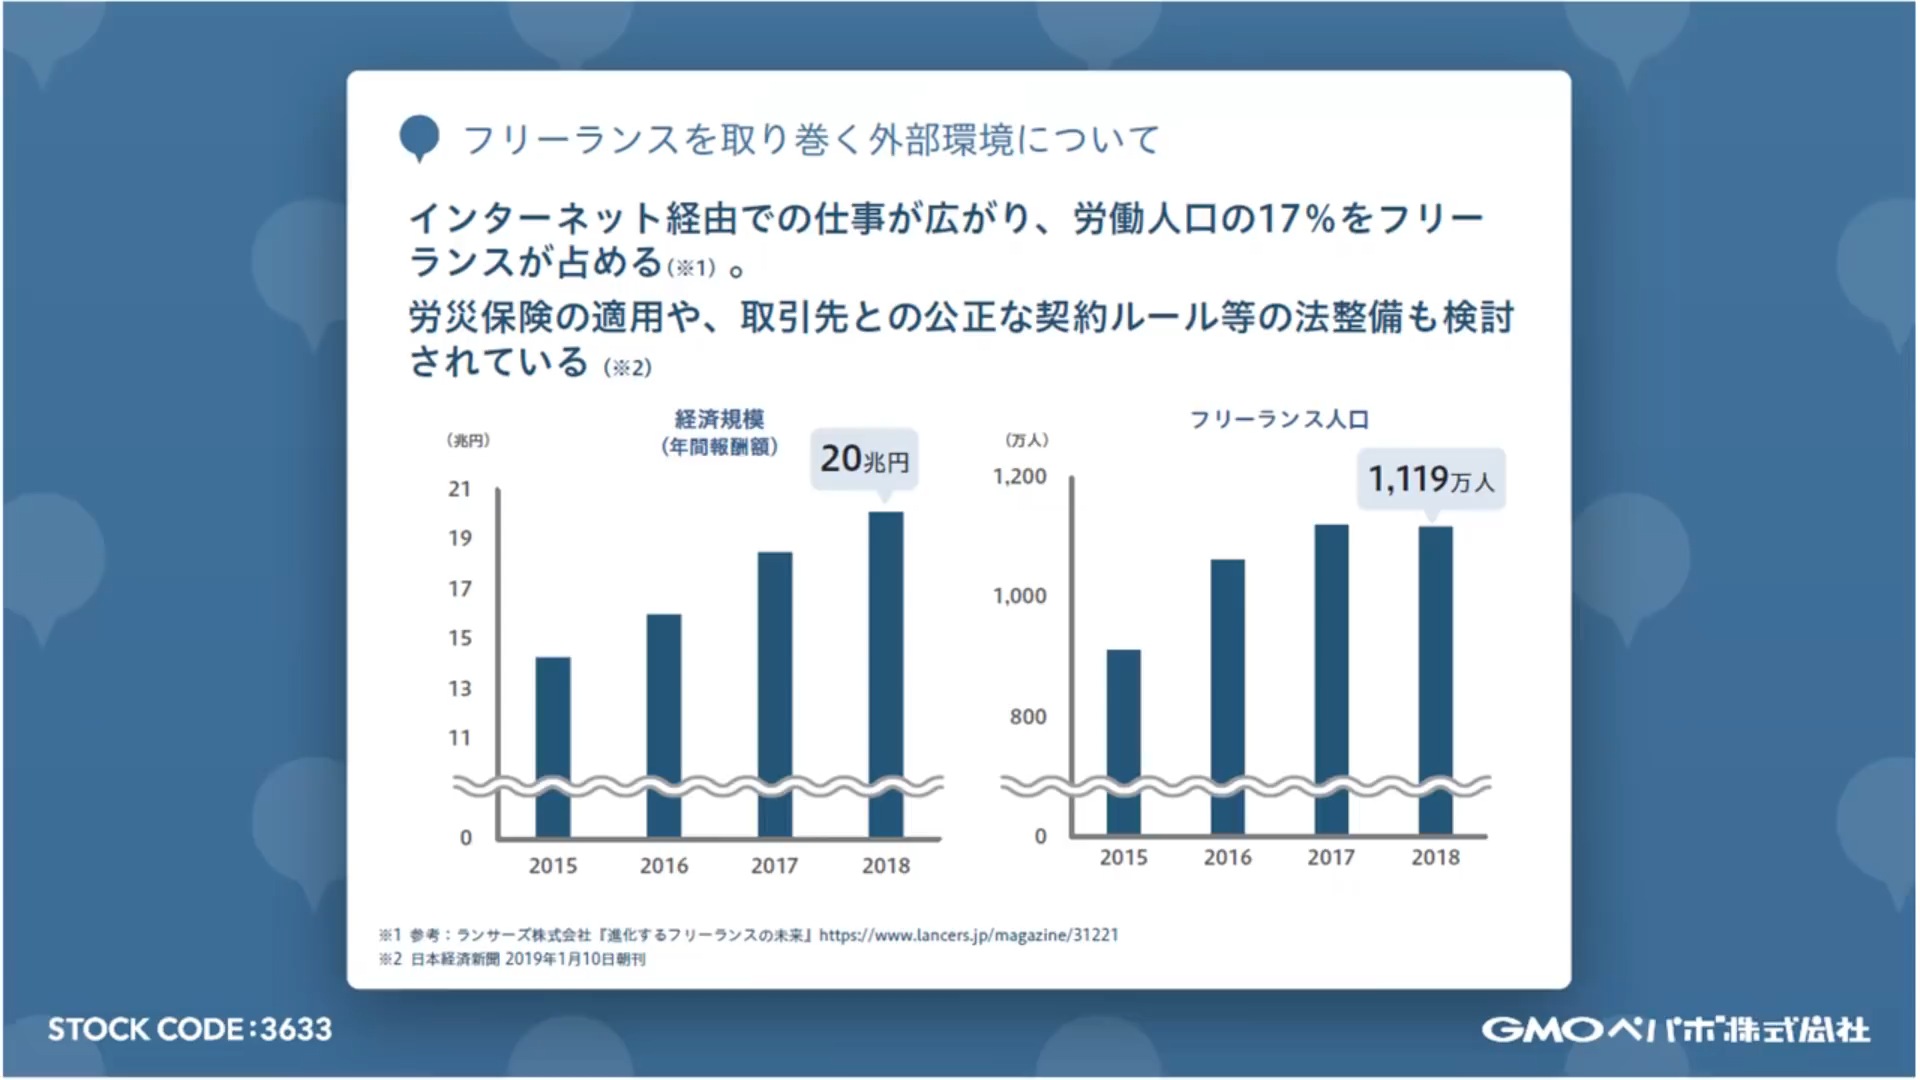 フリーランスを取り巻く外部環境について
インターネット経由での仕事が広がり、労働人口の17%をフリー
ランスが占める(※1)。
労災保険の適用や、取引先との公正な契約ルール等の法整備も検討
されている (※2)
経済規模
(年間報酬額)
(兆円)
20兆円
21
19
17
15
13
11
0
2015 2016 2017 2018
フリーランス人口
(万人)
1,119万人
1,200
1,000
800
0
2015 2016 2017 2018
※1 参考：ランサーズ株式会社『進化するフリーランスの未来』https://www.lancers.jp/magazine/31221
※2 日本経済新聞 2019年1月10日朝刊
STOCK CODE:3633
GMOペパボ株式会社